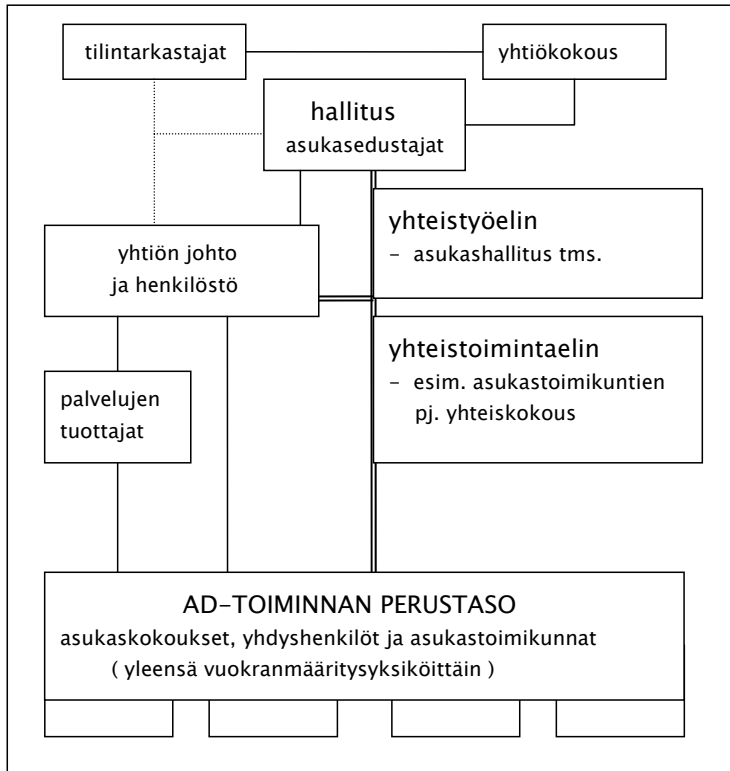 tilintarkastajat
yhtiökokous
hallitus
asukasedustajat
yhtiön johto
ja henkilöstö
yhteistyöelin
– asukashallitus tms.
yhteistoimintaelin
– esim. asukastoimikuntien
pj. yhteiskokous
palvelujen
tuottajat
AD-TOIMINNAN PERUSTASO
asukaskokoukset, yhdyshenkilöt ja asukastoimikunnat
( yleensä vuokranmääritysyksiköittäin )